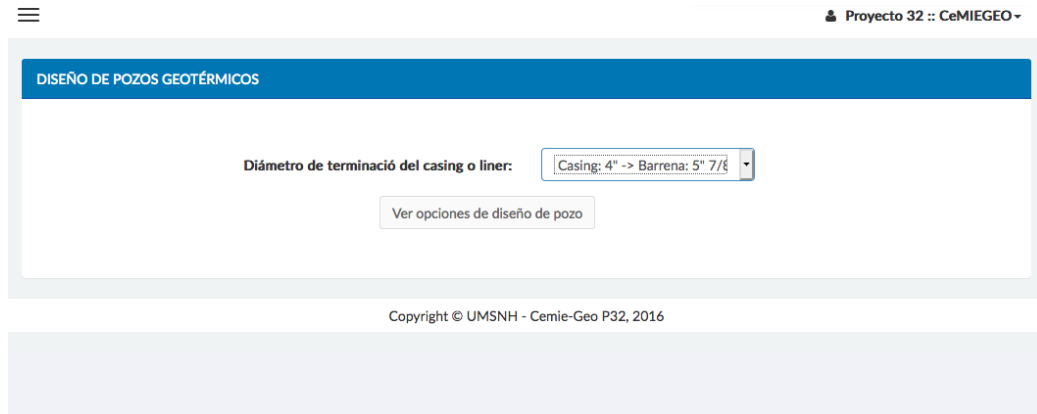 Proyecto 32 :: CeMIEGEO
DISEÑO DE POZOS GEOTÉRMICOS
Diámetro de terminació del casing o liner: Casing: 4" -> Barrena: 5" 7/8
Ver opciones de diseño de pozo
Copyright © UMSNH - Cemie-Geo P32, 2016